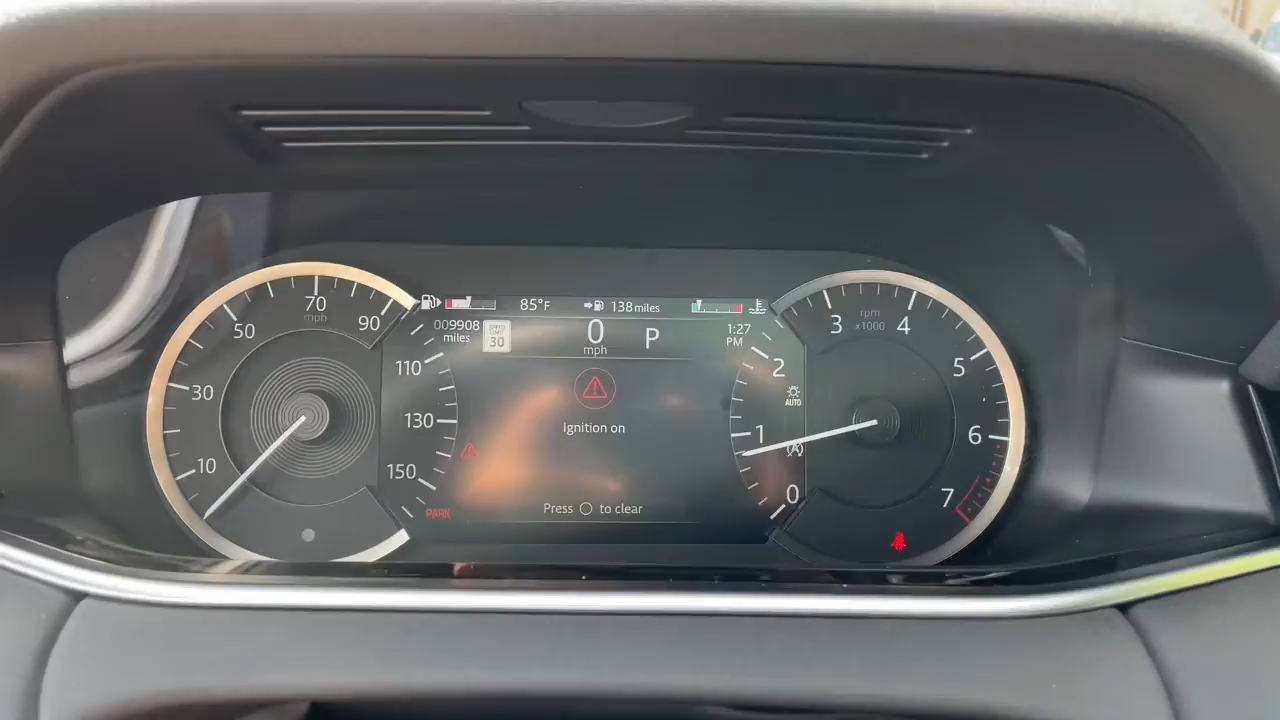 85°F
138 miles
009908
miles
SPEED
LIMIT
30
0
mph
P
1:27
PM
Ignition on
Press to clear
10
30
50
70
mph
90
110
130
150
PARK
0
1
2
3
rpm
x1000
4
5
6
7
AUTO
A